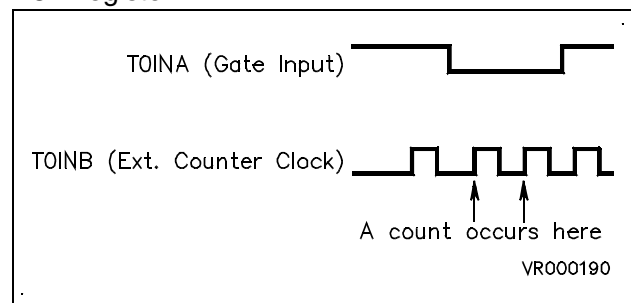 T0INA (Gate Input)
T0INB (Ext. Counter Clock)
A count occurs here
VR000190